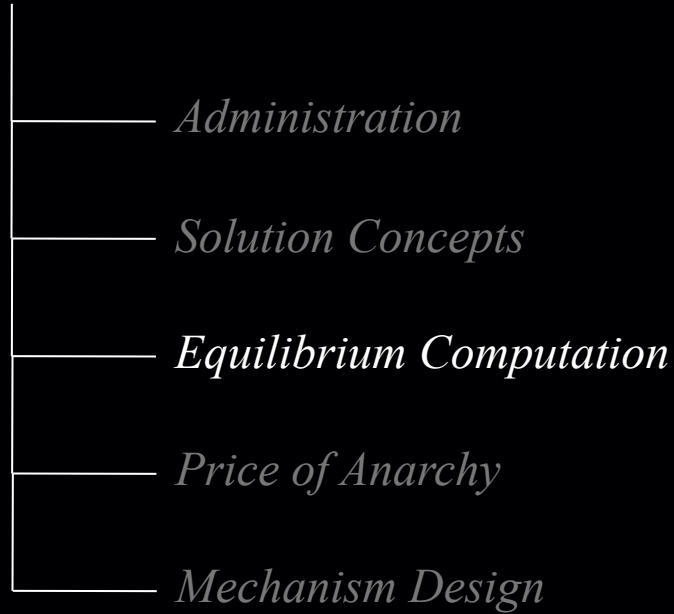 Administration
Solution Concepts
Equilibrium Computation
Price of Anarchy
Mechanism Design